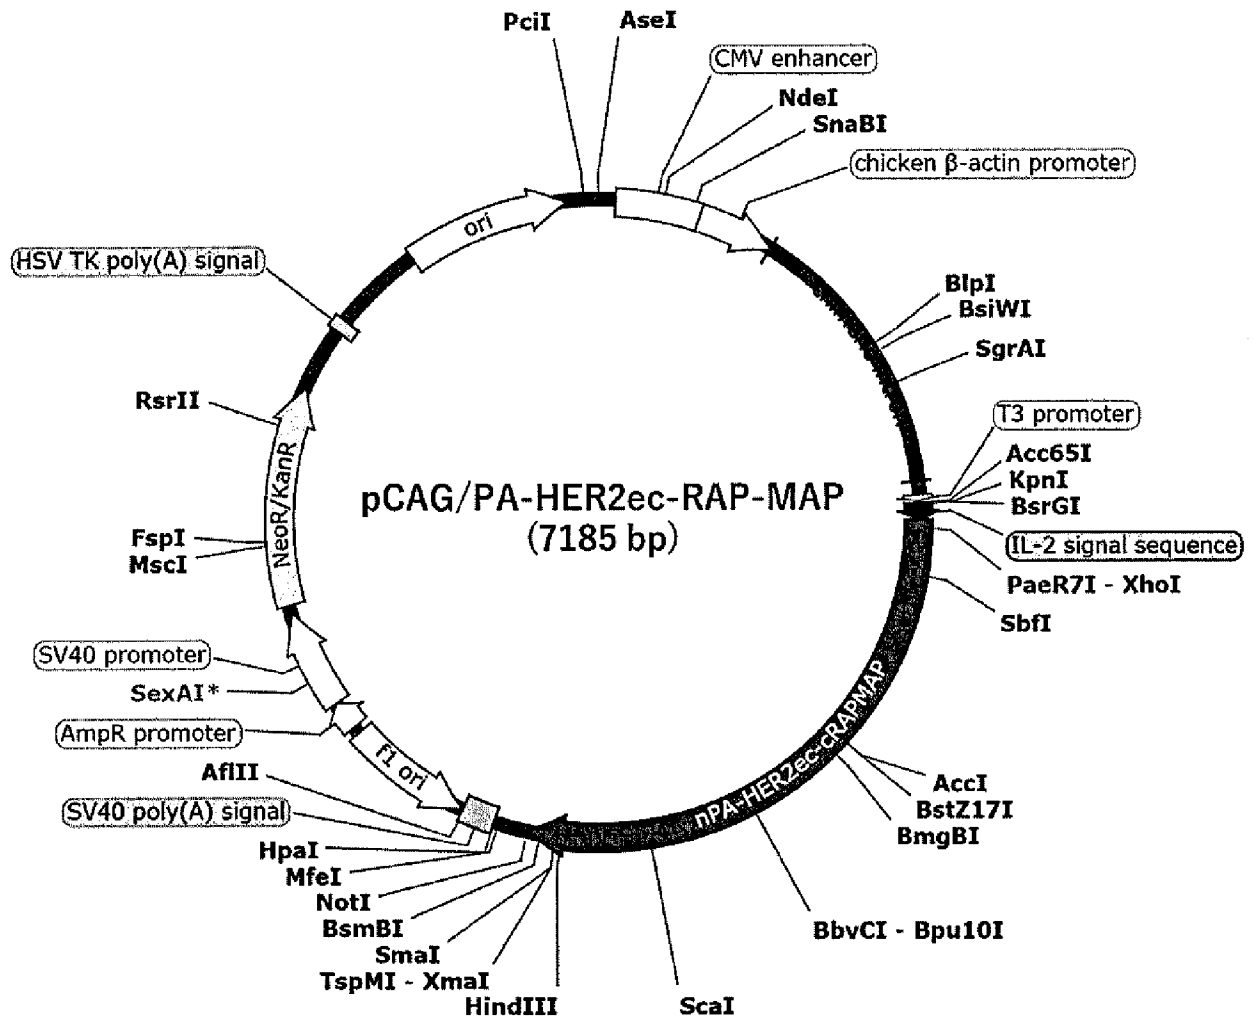 PciI
AseI
CMV enhancer
NdeI
SnaBI
chicken β-actin promoter
ori
HSV TK poly(A) signal
BlpI
BsiWI
SgrAI
RsrII
T3 promoter
Acc65I
KpnI
BsrGI
IL-2 signal sequence
PaeR7I - XhoI
SbfI
pCAG/PA-HER2ec-RAP-MAP
(7185 bp)
NeoR/KanR
FspI
MscI
SV40 promoter
SexAI*
AmpR promoter
f1 ori
AflII
SV40 poly(A) signal
HpaI
MfeI
NotI
BsmBI
SmaI
TspMI - XmaI
HindIII
ScaI
nPA-HER2ec-cRAPMAP
AccI
BstZ17I
BmgBI
BbvCI - Bpu10I